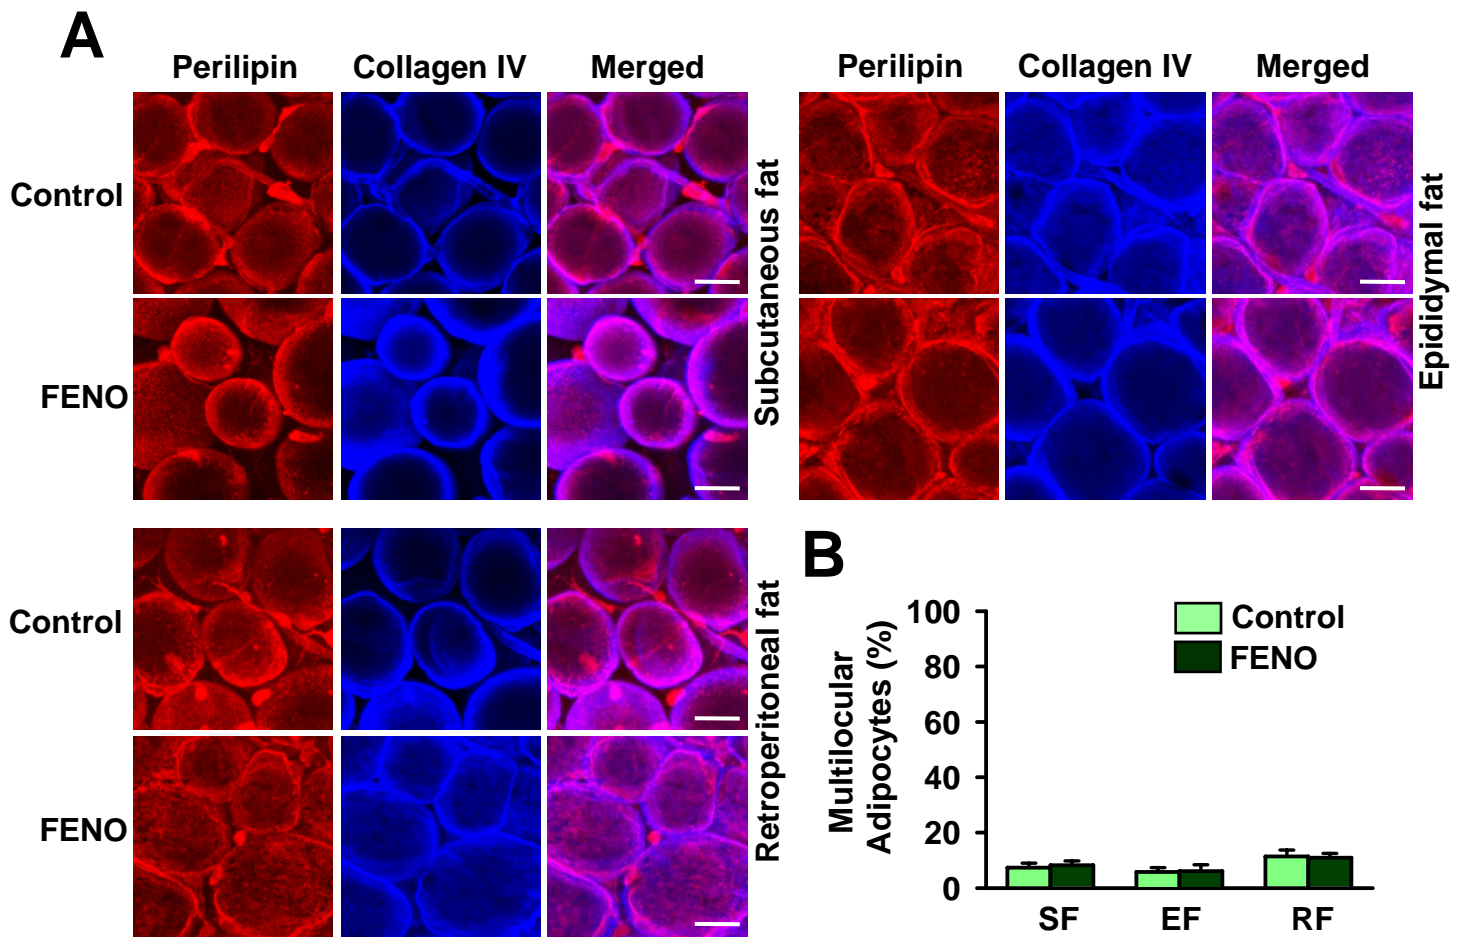 A
Perilipin Collagen IV Merged
Perilipin Collagen IV Merged
Control
FENO
Subcutaneous fat
Epididymal fat
Control
FENO
Retroperitoneal fat
B
Multilocular
Adipocytes (%)
100
80
60
40
20
0
Control
FENO
SF EF RF